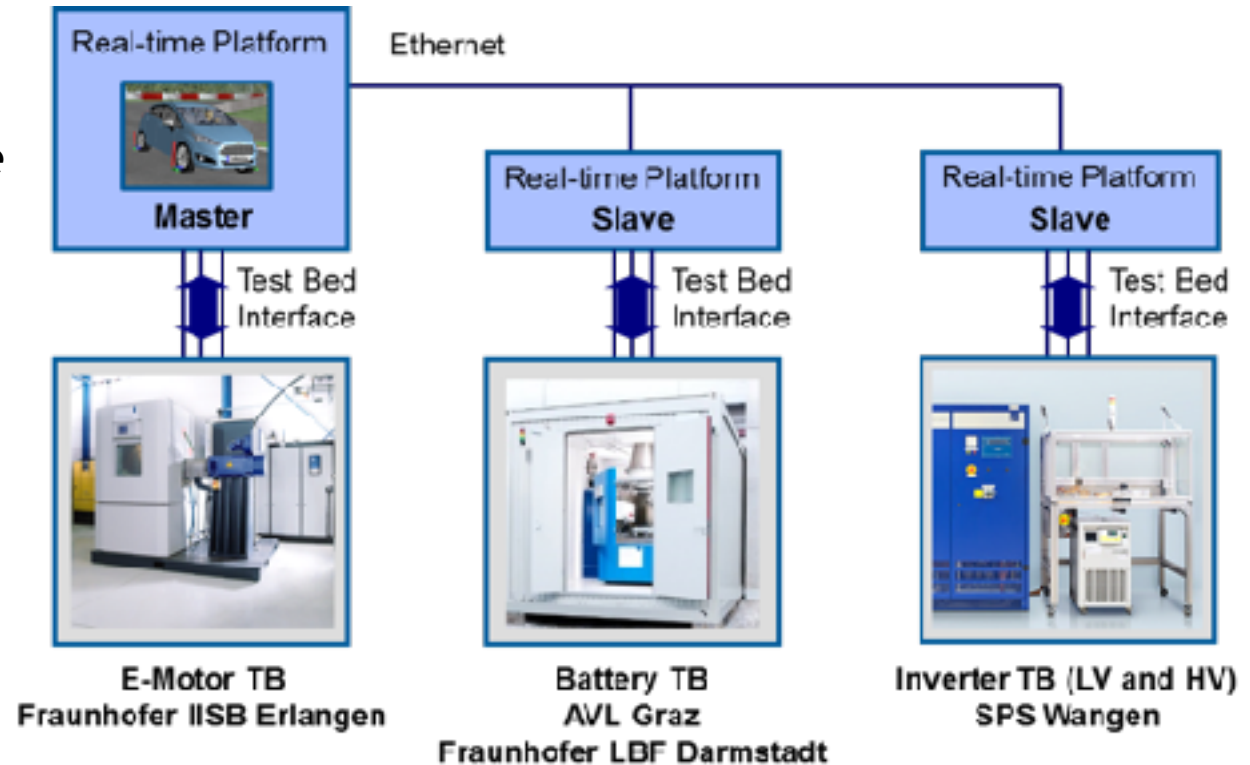 Real-time Platform
Ethernet
Master
Real-time Platform
Slave
Real-time Platform
Slave
Test Bed
Interface
Test Bed
Interface
Test Bed
Interface
E-Motor TB
Fraunhofer IISB Erlangen
Battery TB
AVL Graz
Fraunhofer LBF Darmstadt
Inverter TB (LV and HV)
SPS Wangen